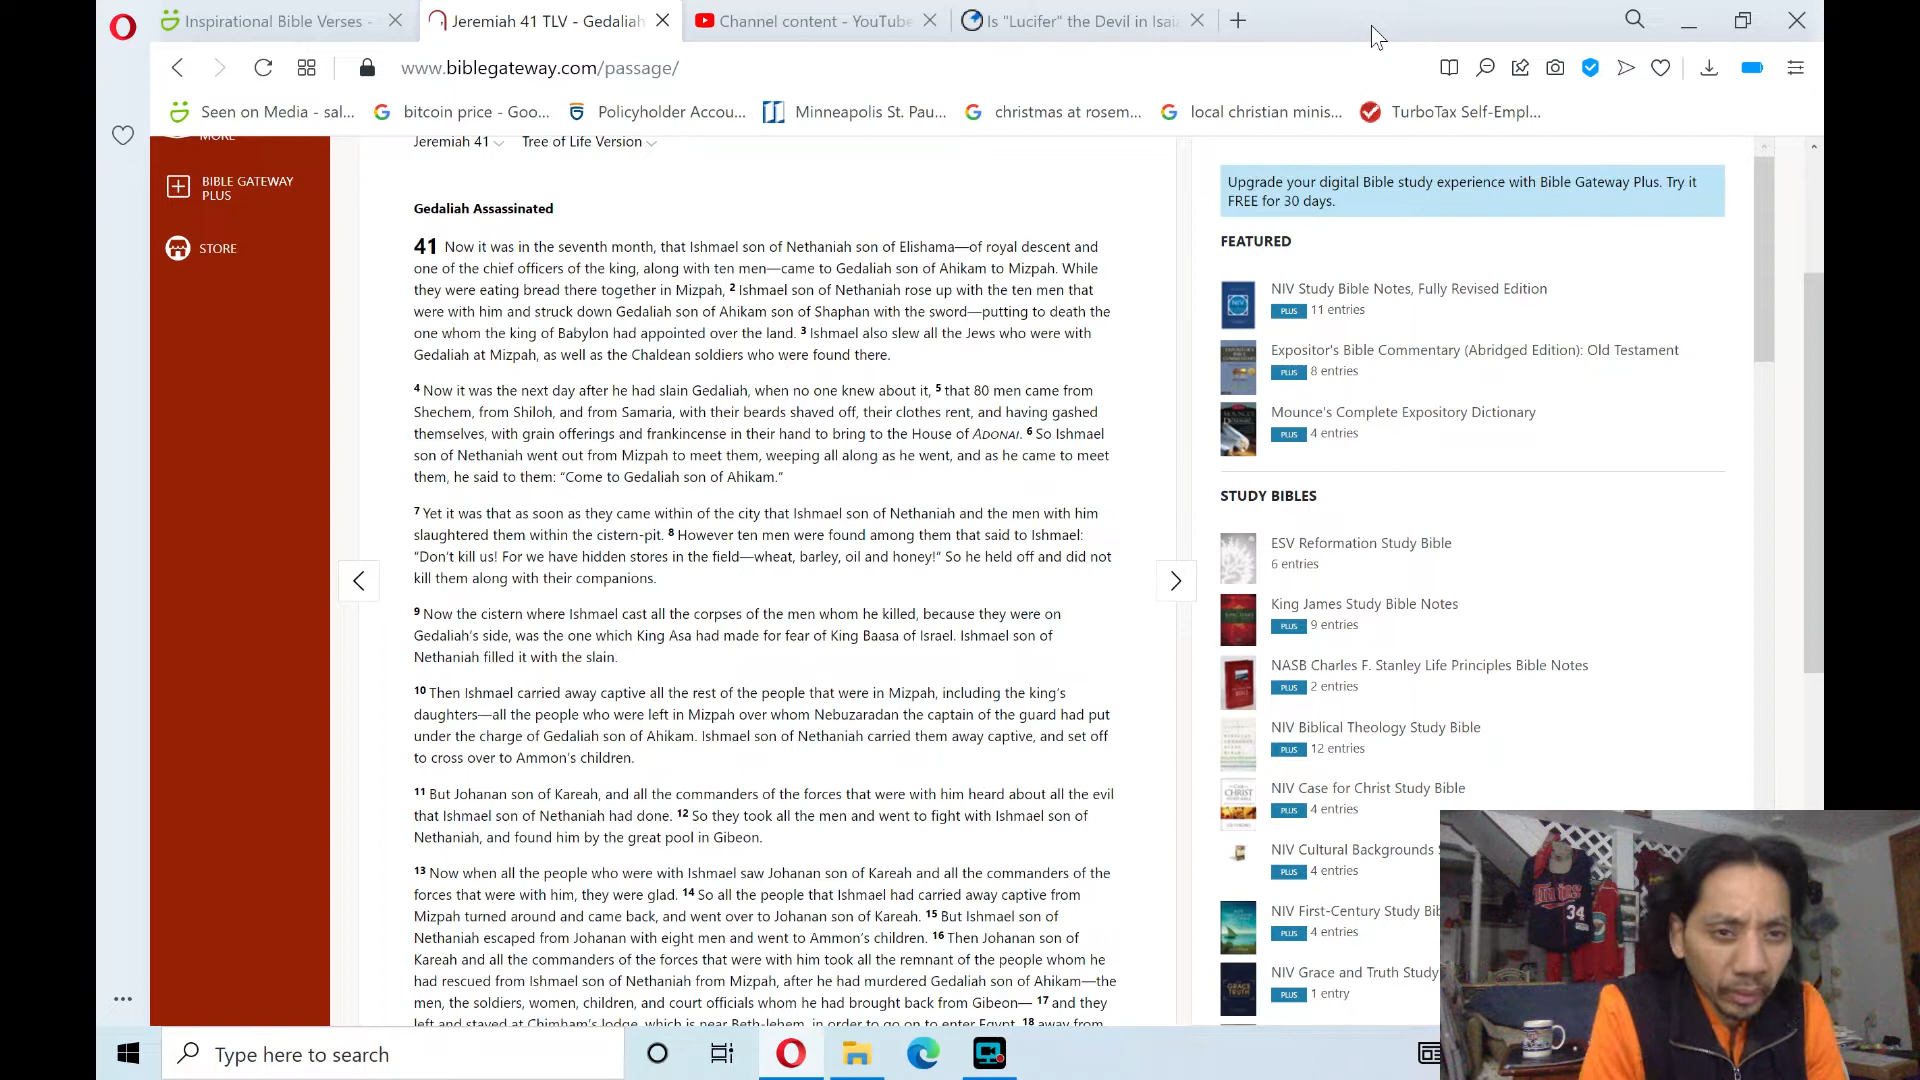 Inspirational Bible Verses -
Jeremiah 41 TLV - Gedaliah
Channel content - YouTube
Is "Lucifer" the Devil in Isai
www.biblegateway.com/passage/
Seen on Media - sal...
bitcoin price - Goo...
Policyholder Accou...
Minneapolis St. Pau...
christmas at rosem...
local christian minis...
TurboTax Self-Empl...
MORE
BIBLE GATEWAY
PLUS
STORE
Jeremiah 41
Tree of Life Version
Gedaliah Assassinated
41 Now it was in the seventh month, that Ishmael son of Nethaniah son of Elishama—of royal descent and
one of the chief officers of the king, along with ten men—came to Gedaliah son of Ahikam to Mizpah. While
they were eating bread there together in Mizpah, 2 Ishmael son of Nethaniah rose up with the ten men that
were with him and struck down Gedaliah son of Ahikam son of Shaphan with the sword—putting to death the
one whom the king of Babylon had appointed over the land. 3 Ishmael also slew all the Jews who were with
Gedaliah at Mizpah, as well as the Chaldean soldiers who were found there.
4 Now it was the next day after he had slain Gedaliah, when no one knew about it, 5 that 80 men came from
Shechem, from Shiloh, and from Samaria, with their beards shaved off, their clothes rent, and having gashed
themselves, with grain offerings and frankincense in their hand to bring to the House of ADONAI. 6 So Ishmael
son of Nethaniah went out from Mizpah to meet them, weeping all along as he went, and as he came to meet
them, he said to them: “Come to Gedaliah son of Ahikam.”
7 Yet it was that as soon as they came within of the city that Ishmael son of Nethaniah and the men with him
slaughtered them within the cistern-pit. 8 However ten men were found among them that said to Ishmael:
“Don’t kill us! For we have hidden stores in the field—wheat, barley, oil and honey!” So he held off and did not
kill them along with their companions.
9 Now the cistern where Ishmael cast all the corpses of the men whom he killed, because they were on
Gedaliah’s side, was the one which King Asa had made for fear of King Baasa of Israel. Ishmael son of
Nethaniah filled it with the slain.
10 Then Ishmael carried away captive all the rest of the people that were in Mizpah, including the king’s
daughters—all the people who were left in Mizpah over whom Nebuzaradan the captain of the guard had put
under the charge of Gedaliah son of Ahikam. Ishmael son of Nethaniah carried them away captive, and set off
to cross over to Ammon’s children.
11 But Johanan son of Kareah, and all the commanders of the forces that were with him heard about all the evil
that Ishmael son of Nethaniah had done. 12 So they took all the men and went to fight with Ishmael son of
Nethaniah, and found him by the great pool in Gibeon.
13 Now when all the people who were with Ishmael saw Johanan son of Kareah and all the commanders of the
forces that were with him, they were glad. 14 So all the people that Ishmael had carried away captive from
Mizpah turned around and came back, and went over to Johanan son of Kareah. 15 But Ishmael son of
Nethaniah escaped from Johanan with eight men and went to Ammon’s children. 16 Then Johanan son of
Kareah and all the commanders of the forces that were with him took all the remnant of the people whom he
had rescued from Ishmael son of Nethaniah from Mizpah, after he had murdered Gedaliah son of Ahikam—the
men, the soldiers, women, children, and court officials whom he had brought back from Gibeon— 17 and they
left and stayed at Chimham’s lodge, which is near Beth-lehem, in order to go on to enter Egypt, 18 away from
Upgrade your digital Bible study experience with Bible Gateway Plus. Try it
FREE for 30 days.
FEATURED
NIV Study Bible Notes, Fully Revised Edition
PLUS 11 entries
Expositor's Bible Commentary (Abridged Edition): Old Testament
PLUS 8 entries
Mounce's Complete Expository Dictionary
PLUS 4 entries
STUDY BIBLES
ESV Reformation Study Bible
6 entries
King James Study Bible Notes
PLUS 9 entries
NASB Charles F. Stanley Life Principles Bible Notes
PLUS 2 entries
NIV Biblical Theology Study Bible
PLUS 12 entries
NIV Case for Christ Study Bible
PLUS 4 entries
NIV Cultural Backgrounds
PLUS 4 entries
NIV First-Century Study Bib
PLUS 4 entries
NIV Grace and Truth Study
PLUS 1 entry
Twins
34
Type here to search